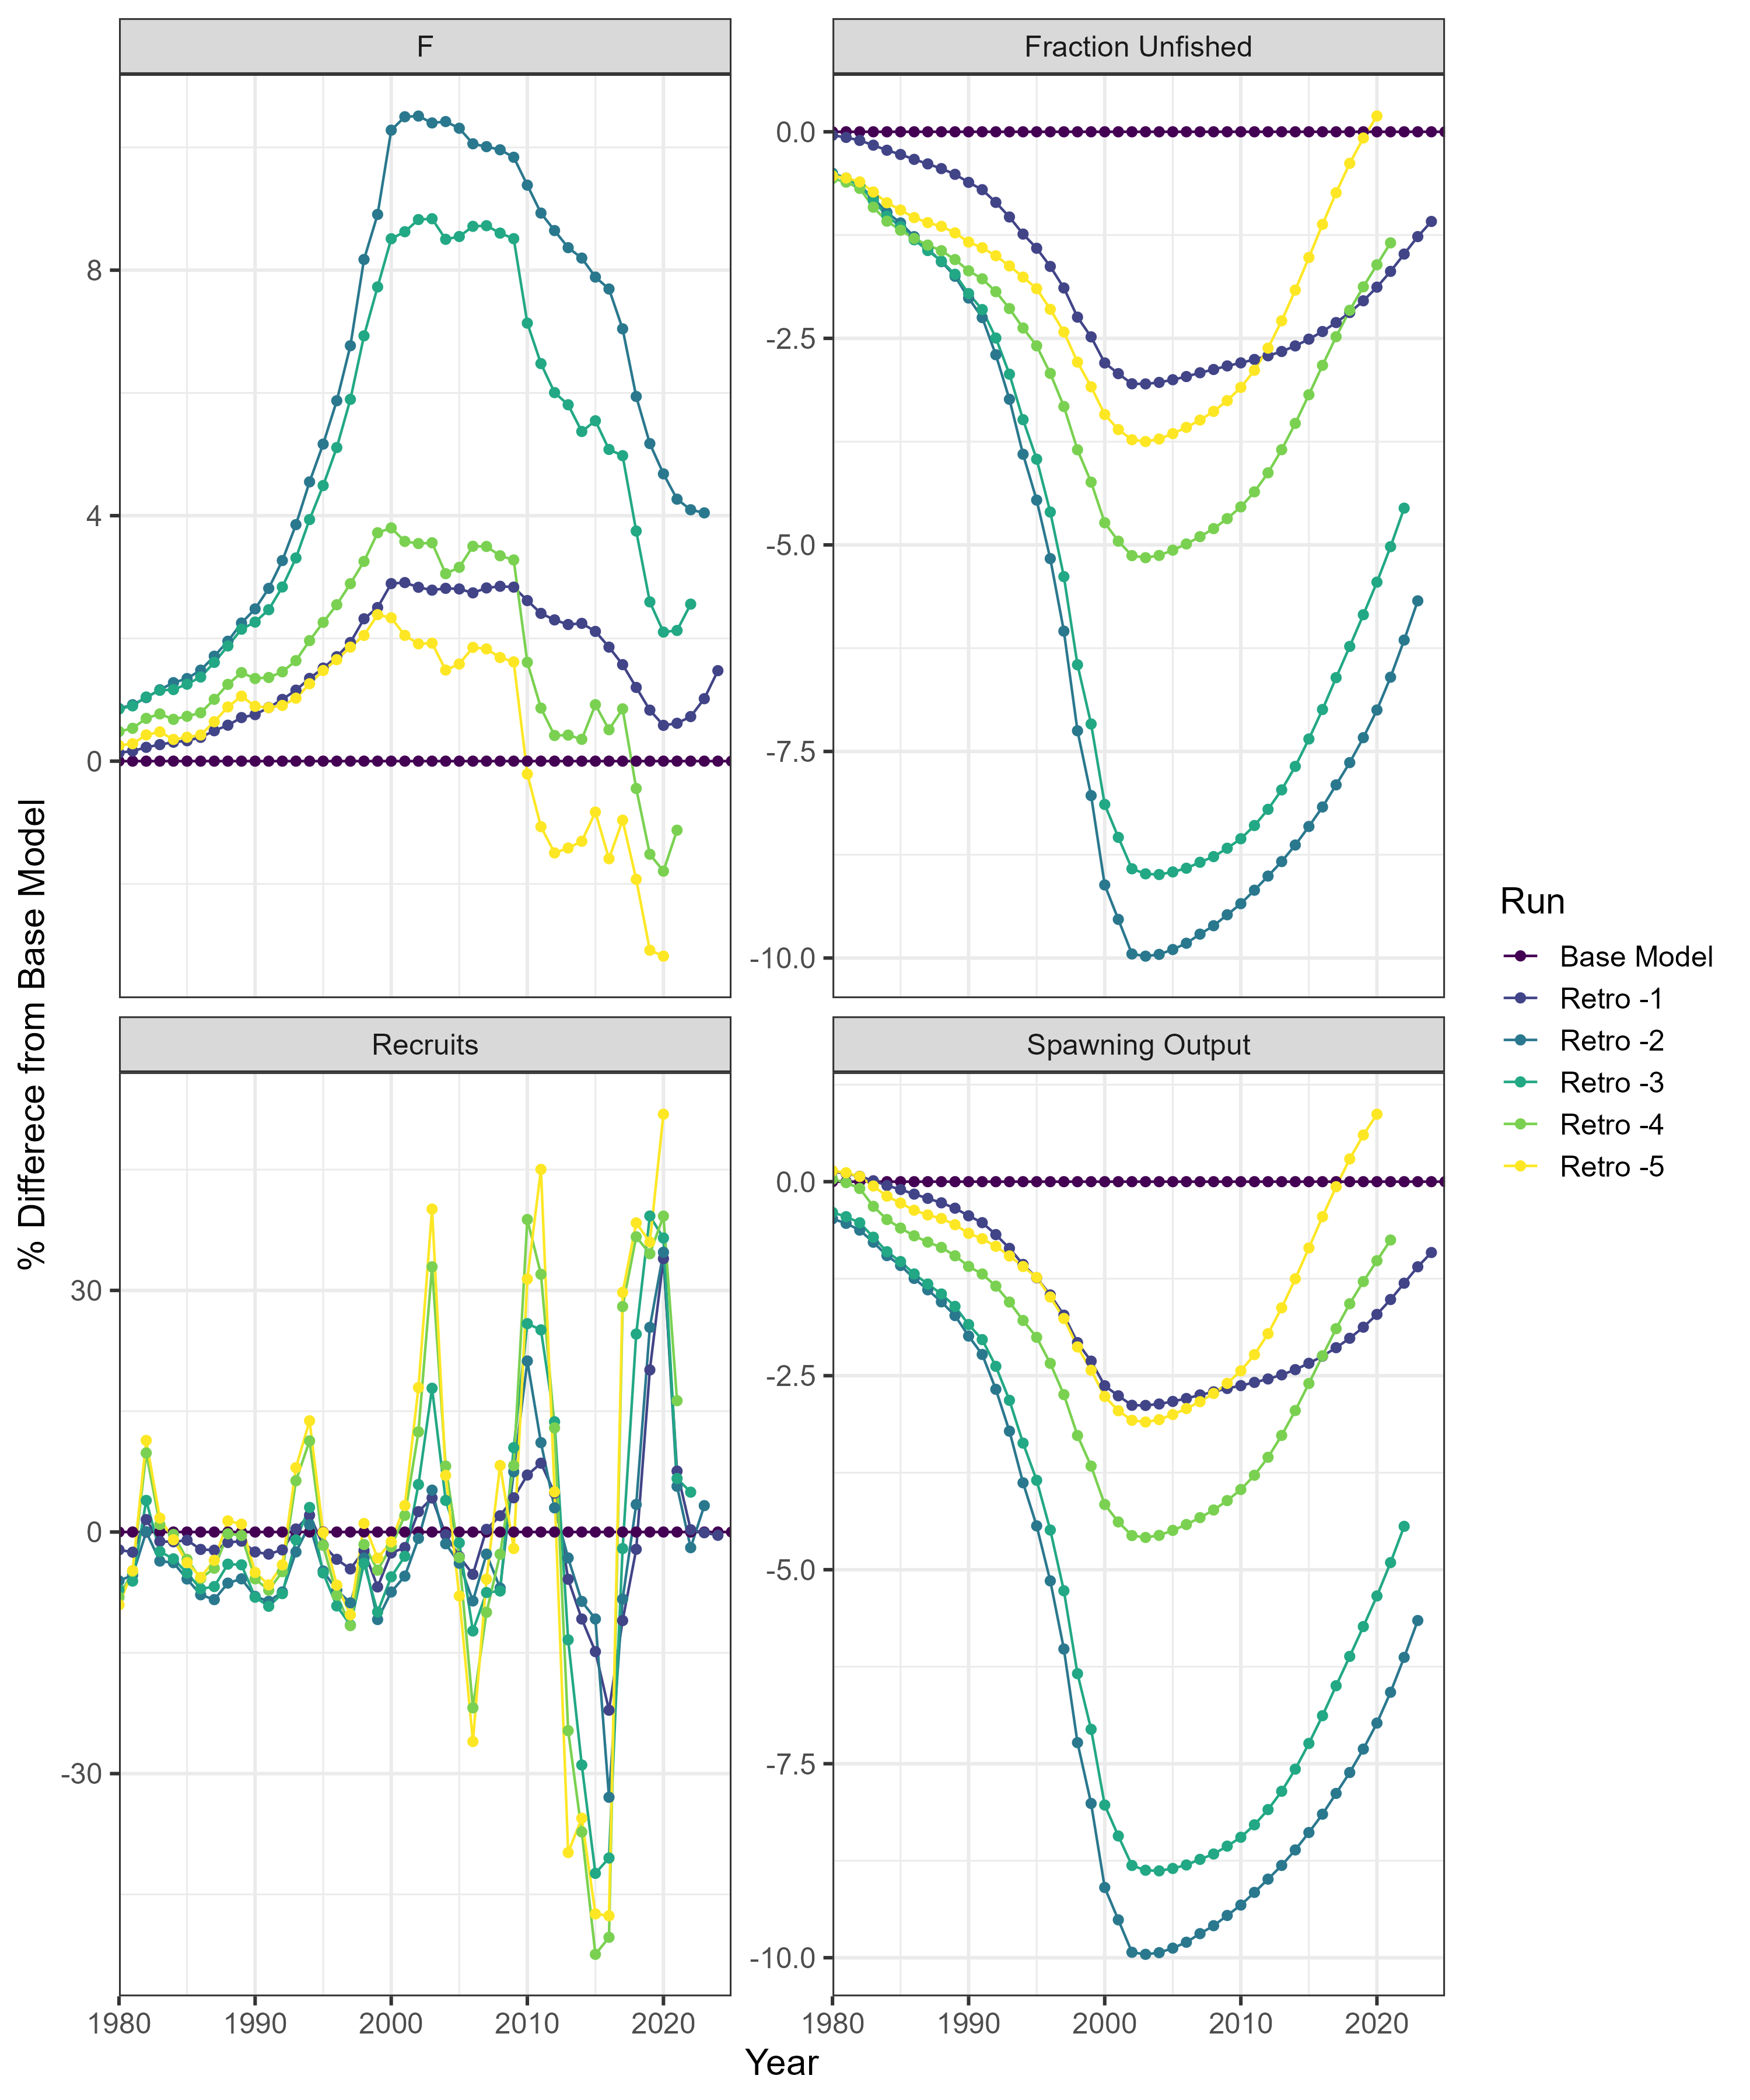 F
Fraction Unfished
8
4
0
0.0
-2.5
-5.0
-7.5
-10.0
% Differece from Base Model
Recruits
Spawning Output
30
0
-30
0.0
-2.5
-5.0
-7.5
-10.0
1980 1990 2000 2010 2020
1980 1990 2000 2010 2020
Year
Run
Base Model
Retro -1
Retro -2
Retro -3
Retro -4
Retro -5